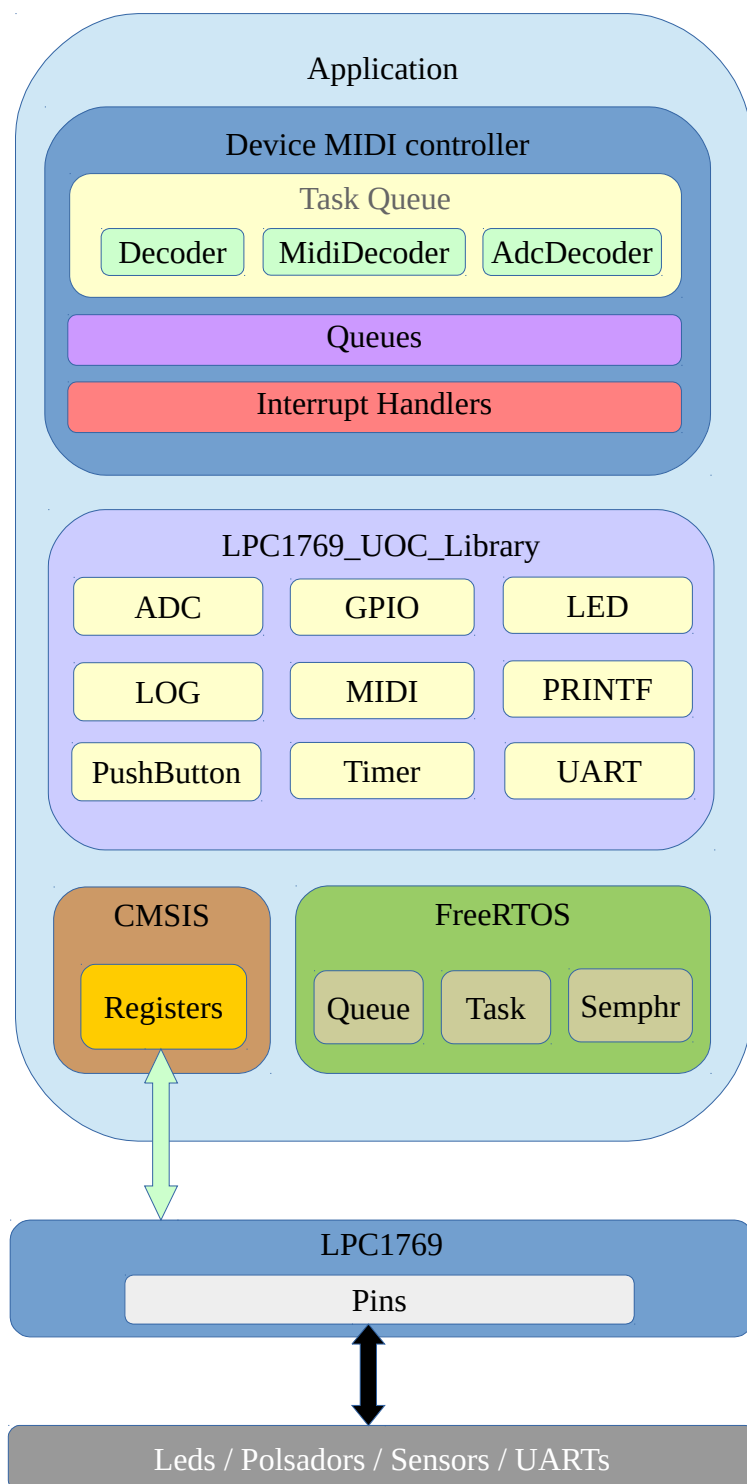 Application
Device MIDI controller
Task Queue
Decoder MidiDecoder AdcDecoder
Queues
Interrupt Handlers
LPC1769_UOC_Library
ADC GPIO LED
LOG MIDI PRINTF
PushButton Timer UART
CMSIS FreeRTOS
Registers Queue Task Semphr
LPC1769
Pins
Leds / Polsadors / Sensors / UARTs